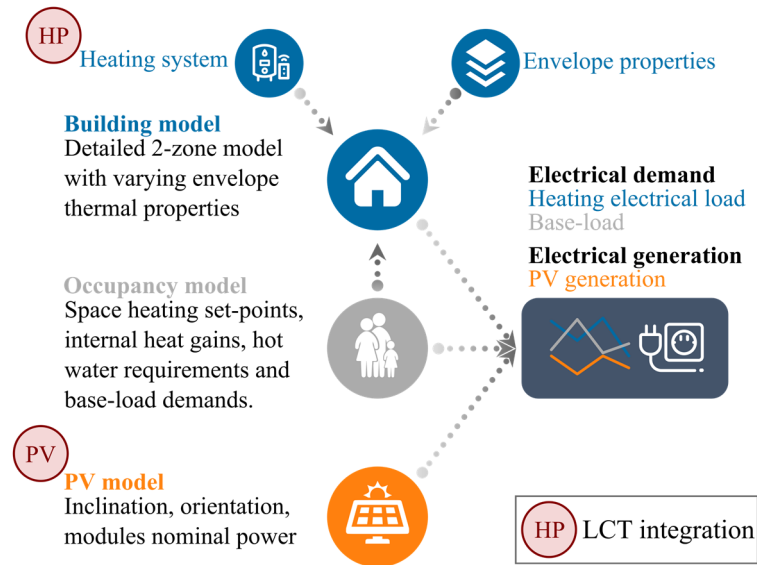 HP
Heating system
Envelope properties
Building model
Detailed 2-zone model
with varying envelope
thermal properties
Electrical demand
Heating electrical load
Base-load
Electrical generation
PV generation
Occupancy model
Space heating set-points,
internal heat gains, hot
water requirements and
base-load demands.
PV
PV model
Inclination, orientation,
modules nominal power
HP LCT integration